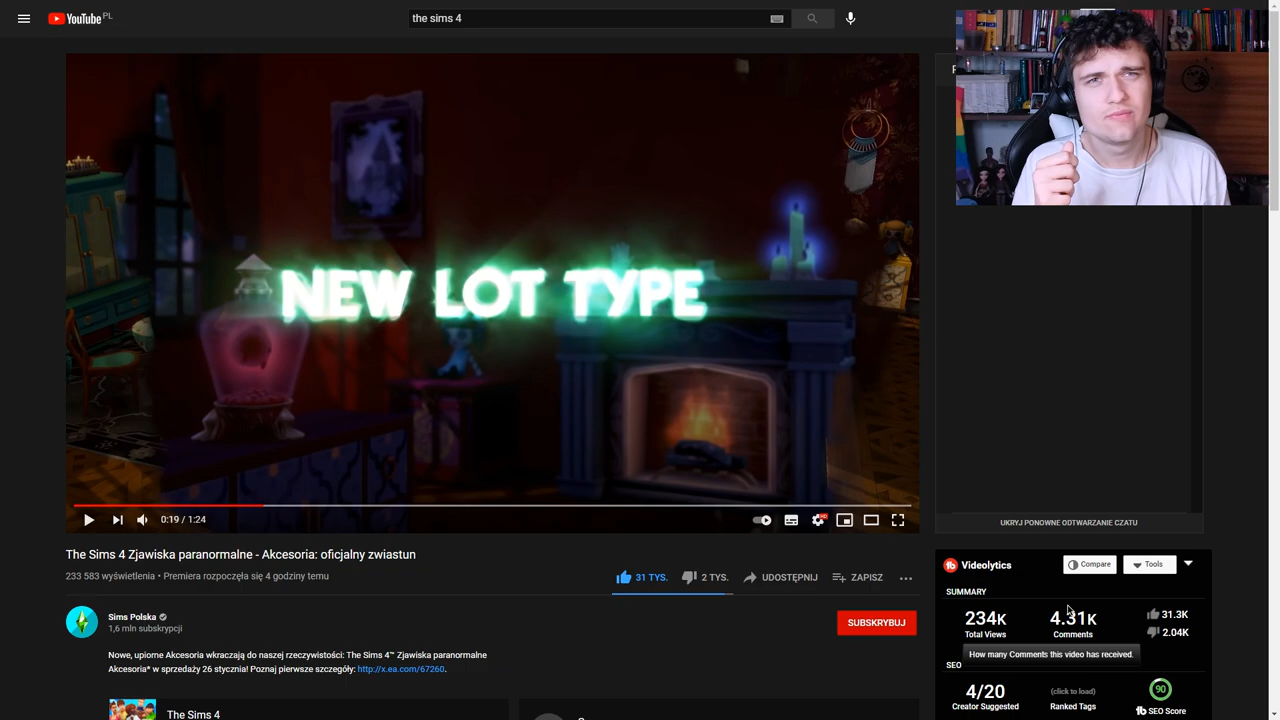 YouTube PL
the sims 4
NEW LOT TYPE
0:19 / 1:24
HD
UKRYJ PONOWNE ODTWARZANIE CZATU
The Sims 4 Zjawiska paranormalne - Akcesoria: oficjalny zwiastun
233 583 wyświetlenia • Premiera rozpoczęła się 4 godziny temu
31 TYS.
2 TYS.
UDOSTĘPNIJ
ZAPISZ
Sims Polska
1,6 mln subskrypcji
SUBSKRYBUJ
Nowe, upiorne Akcesoria wkraczają do naszej rzeczywistości: The Sims 4™ Zjawiska paranormalne
Akcesoria* w sprzedaży 26 stycznia! Poznaj pierwsze szczegóły: http://x.ea.com/67260.
The Sims 4
Videolytics
Compare
Tools
SUMMARY
234K
Total Views
4.31K
Comments
31.3K
2.04K
How many Comments this video has received.
SEO
4/20
Creator Suggested
(click to load)
Ranked Tags
90
SEO Score